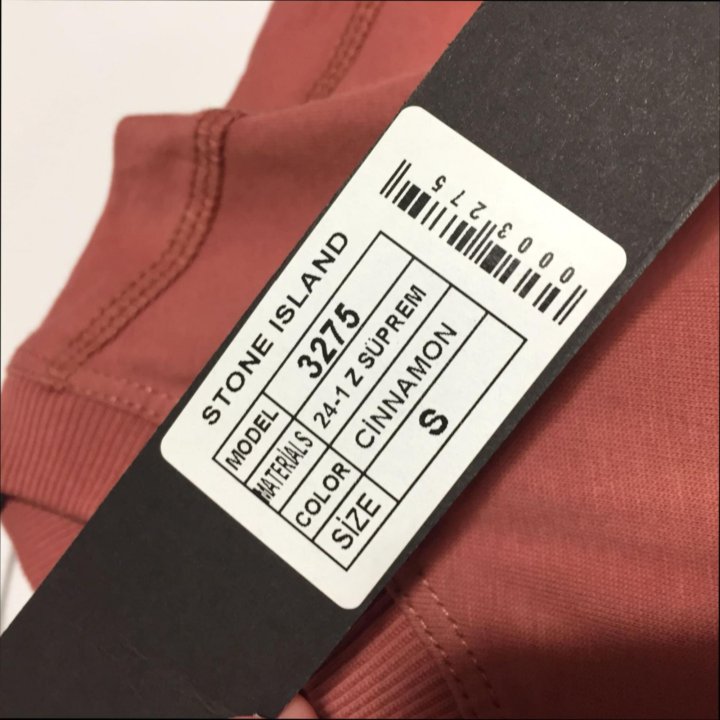 0003275
STONE ISLAND
MODEL 3275
MATERİALS 24-1 Z SÜPREM
COLOR CİNNAMON
SİZE S